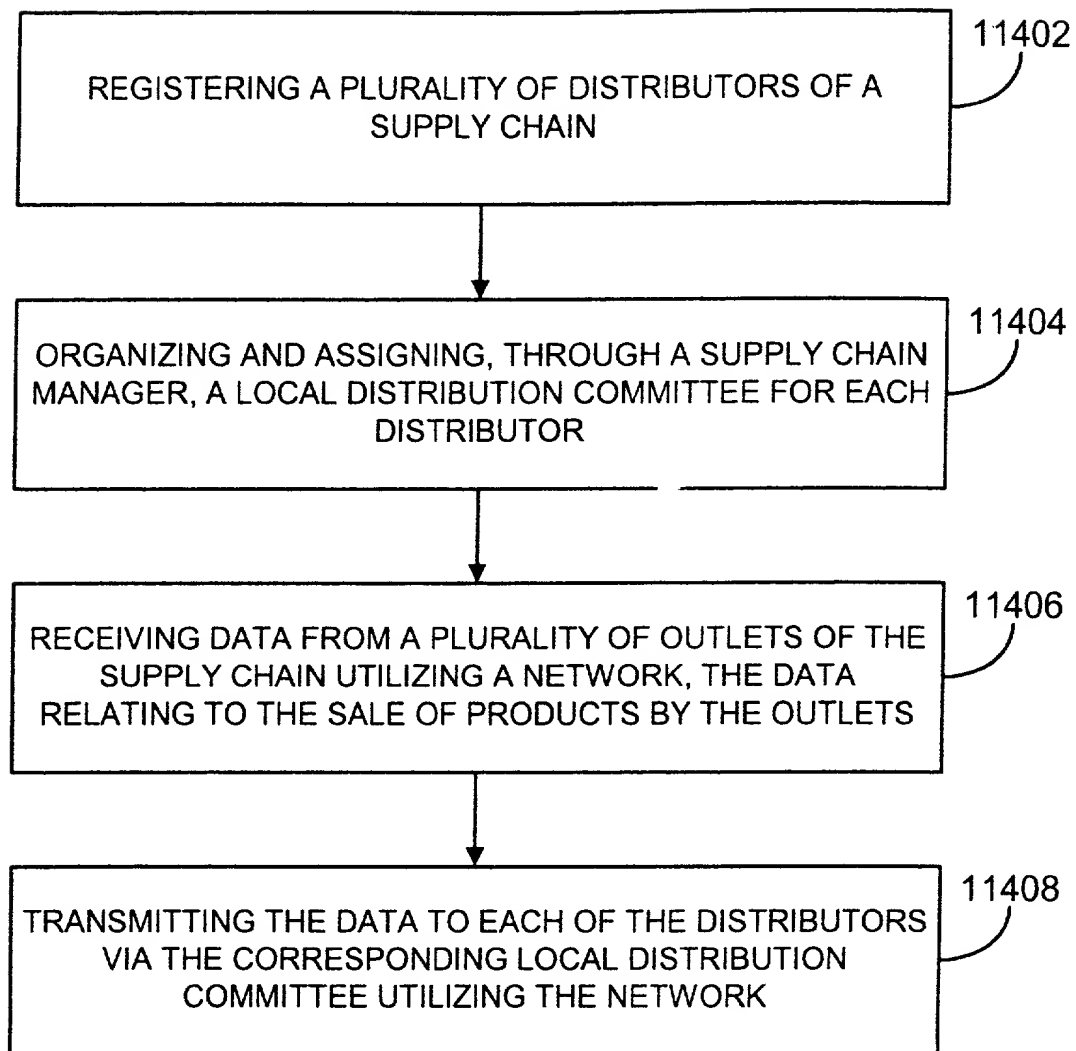 11402
REGISTERING A PLURALITY OF DISTRIBUTORS OF A
SUPPLY CHAIN
11404
ORGANIZING AND ASSIGNING, THROUGH A SUPPLY CHAIN
MANAGER, A LOCAL DISTRIBUTION COMMITTEE FOR EACH
DISTRIBUTOR
11406
RECEIVING DATA FROM A PLURALITY OF OUTLETS OF THE
SUPPLY CHAIN UTILIZING A NETWORK, THE DATA
RELATING TO THE SALE OF PRODUCTS BY THE OUTLETS
11408
TRANSMITTING THE DATA TO EACH OF THE DISTRIBUTORS
VIA THE CORRESPONDING LOCAL DISTRIBUTION
COMMITTEE UTILIZING THE NETWORK